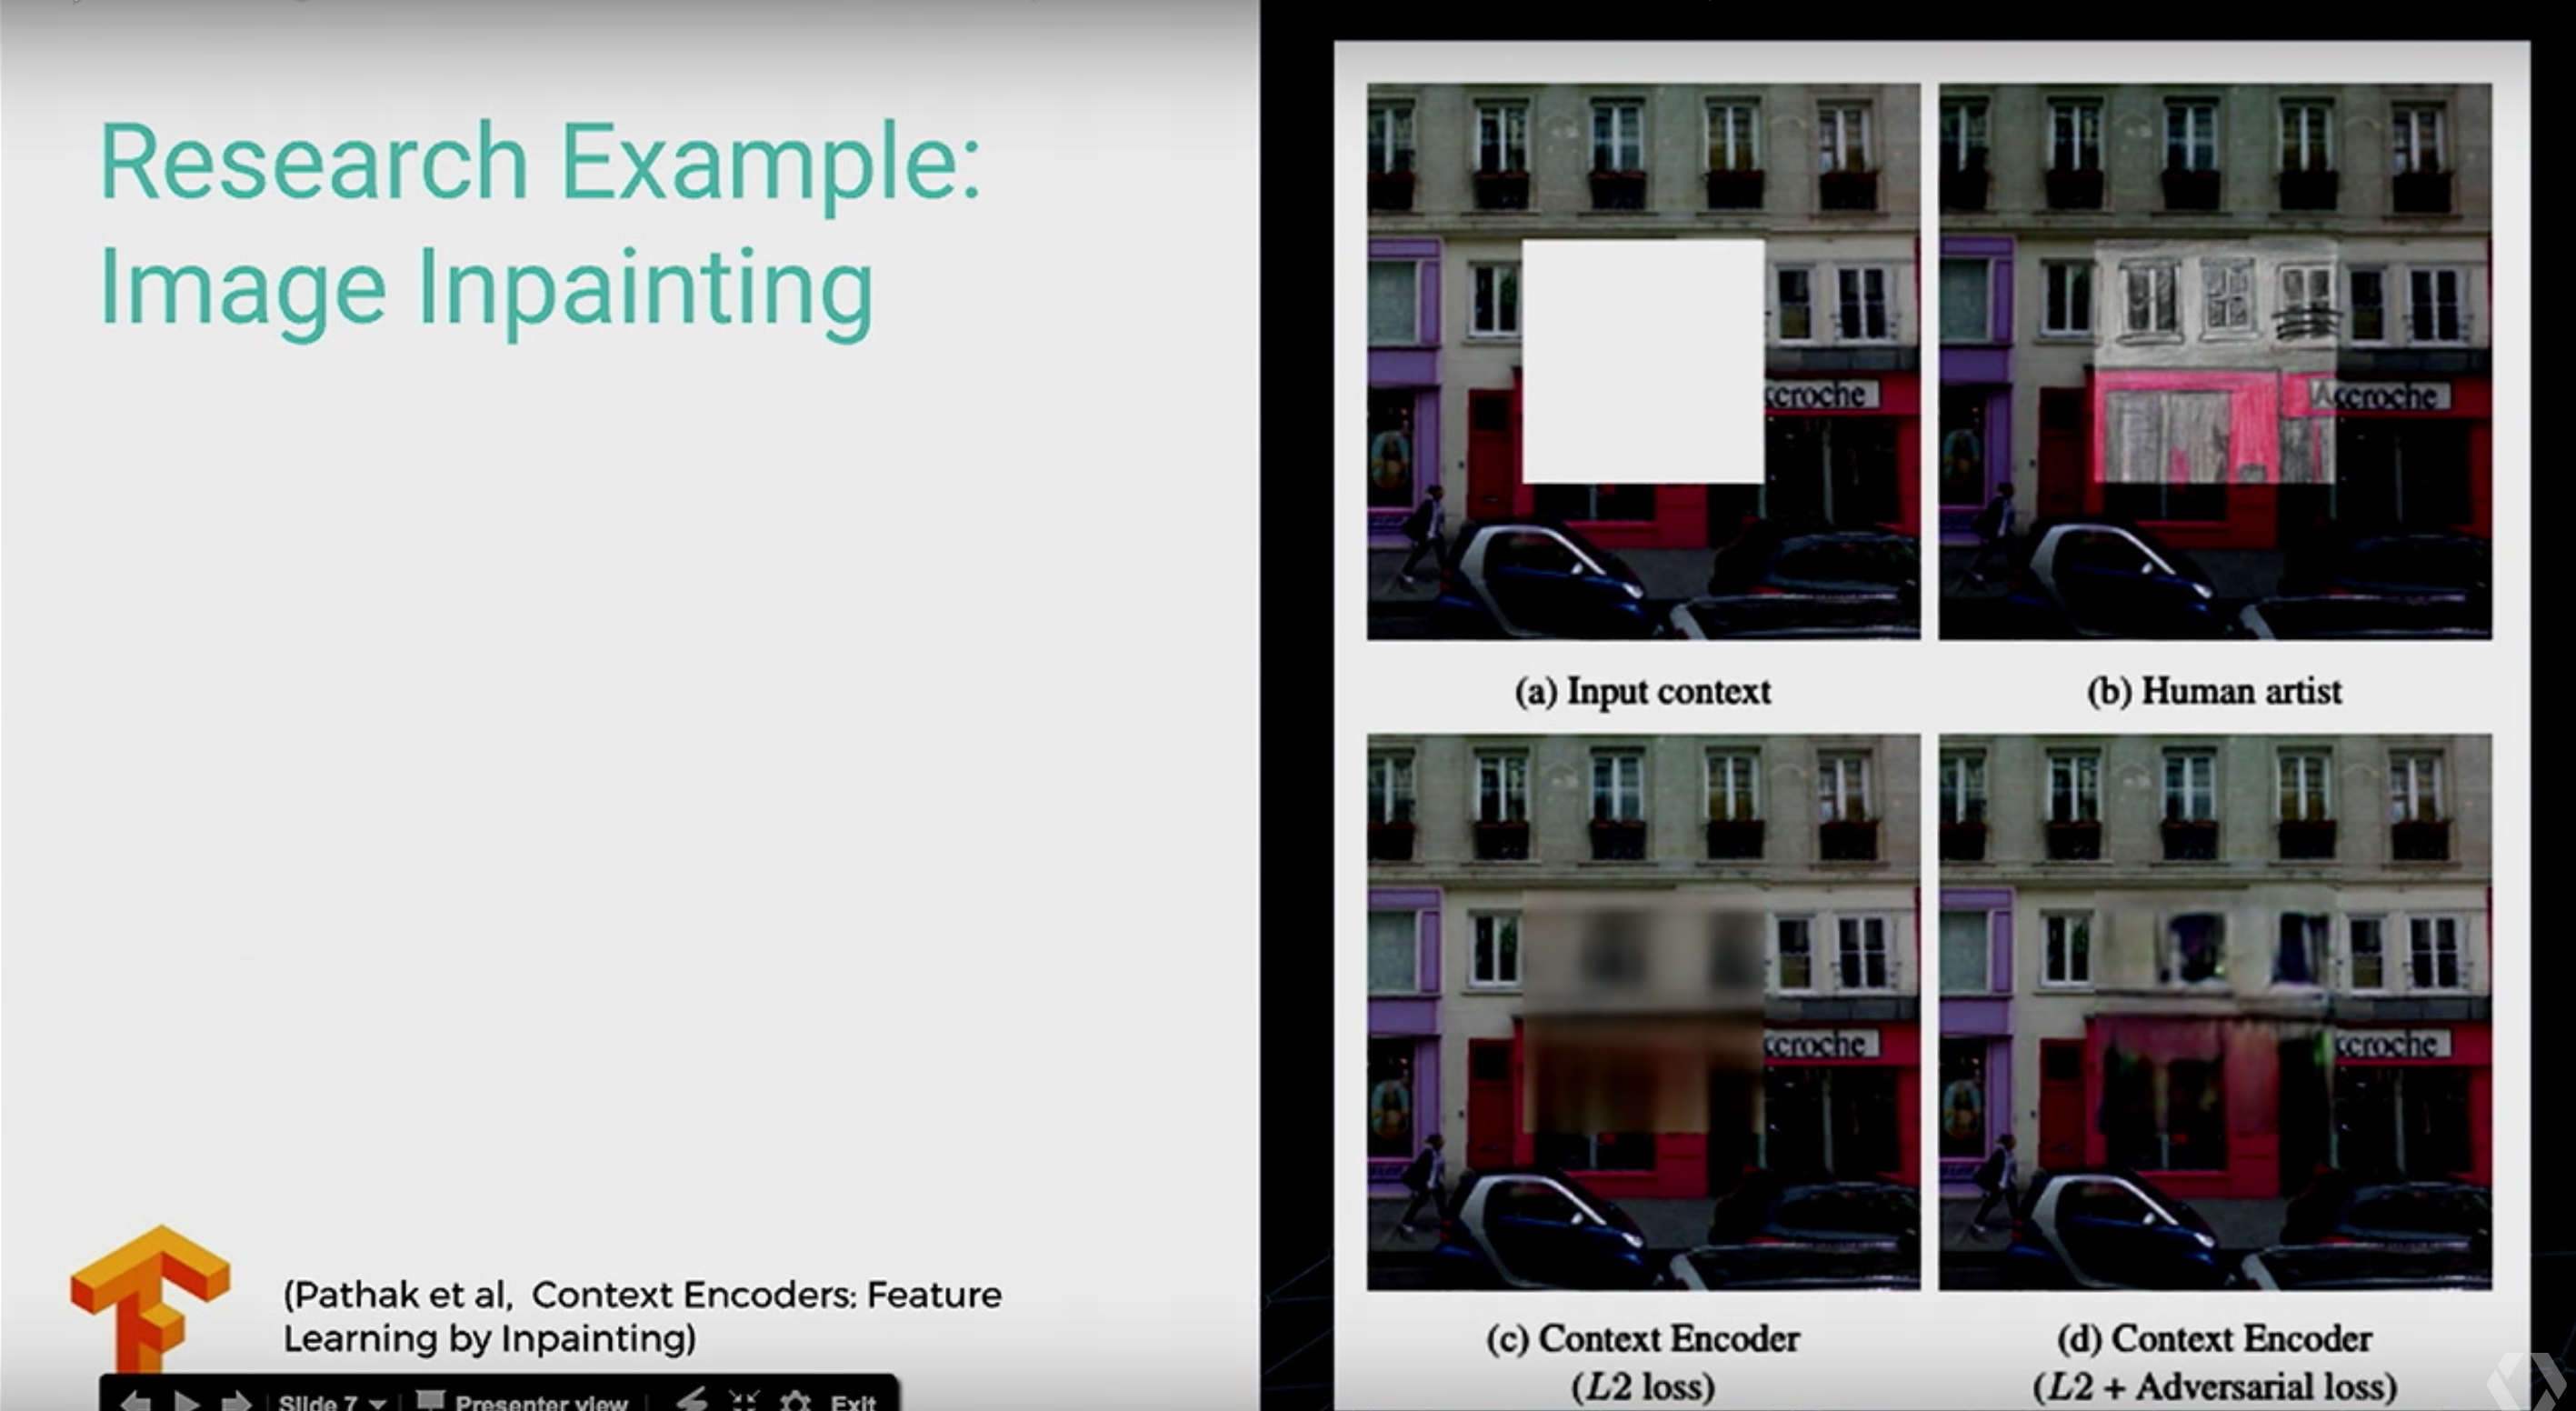 Research Example:
Image Inpainting
(Pathak et al, Context Encoders: Feature
Learning by Inpainting)
Slide 7
Presenter view
Exit
ccroche
Accroche
(a) Input context
(b) Human artist
ccroche
ccroche
(c) Context Encoder
(L2 loss)
(d) Context Encoder
(L2 + Adversarial loss)